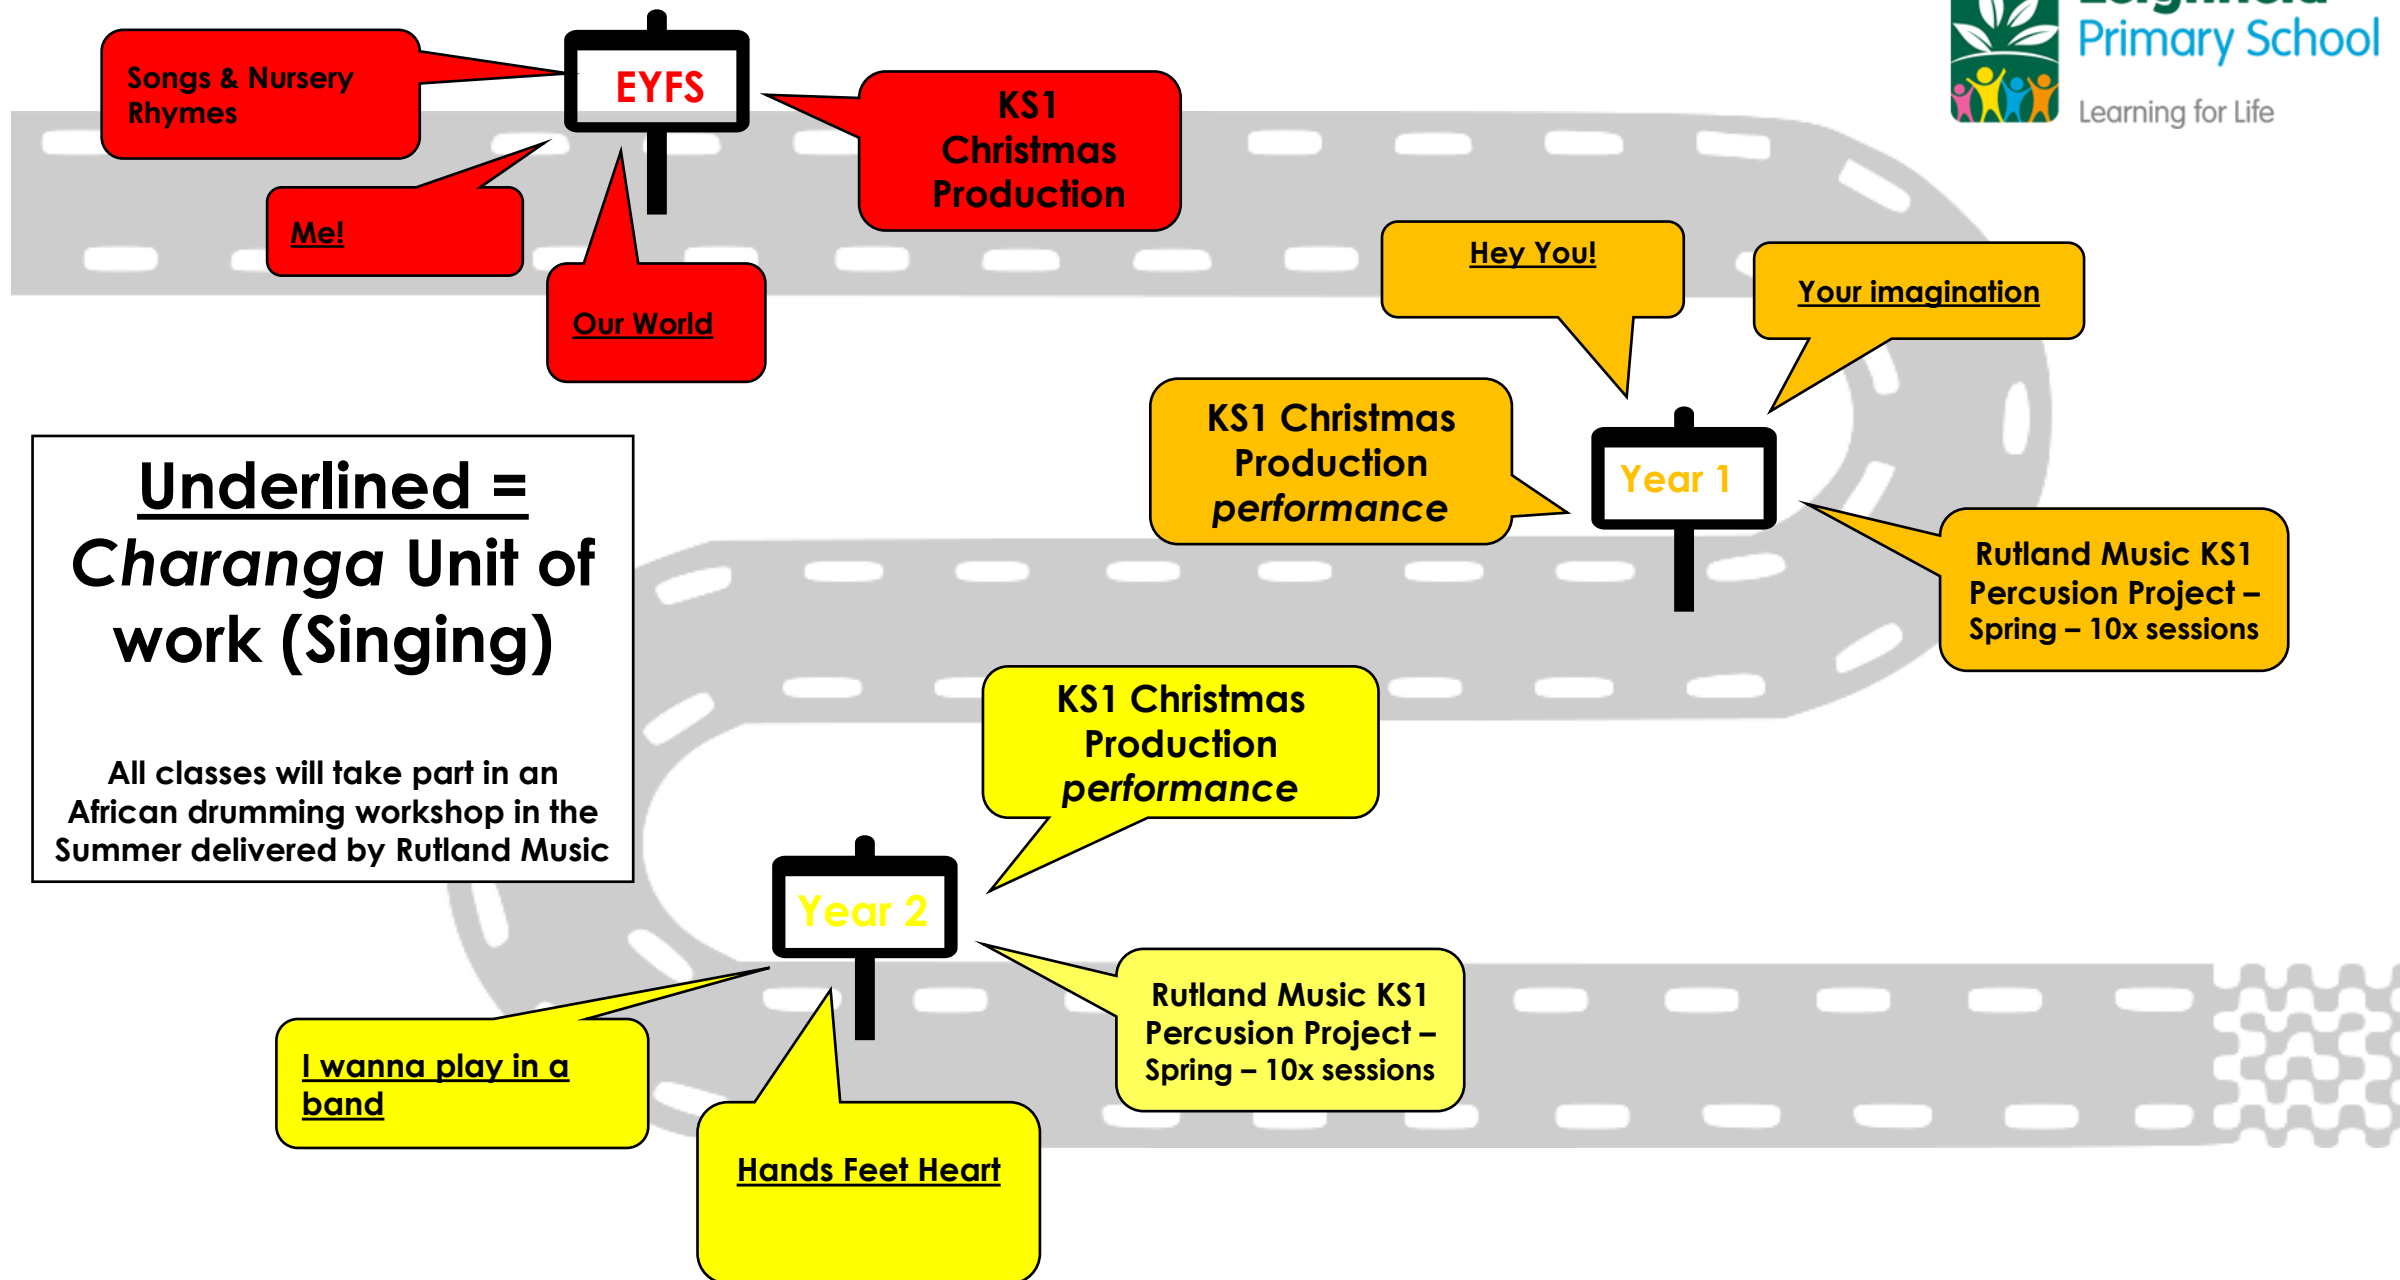 Primary School
Learning for Life
Songs & Nursery
Rhymes
EYFS
KS1
Christmas
Production
Me!
Our World
Hey You!
Your imagination
KS1 Christmas
Production
performance
Year 1
Rutland Music KS1
Percusion Project –
Spring – 10x sessions
Underlined =
Charanga Unit of
work (Singing)
All classes will take part in an
African drumming workshop in the
Summer delivered by Rutland Music
KS1 Christmas
Production
performance
Year 2
Rutland Music KS1
Percusion Project –
Spring – 10x sessions
I wanna play in a
band
Hands Feet Heart